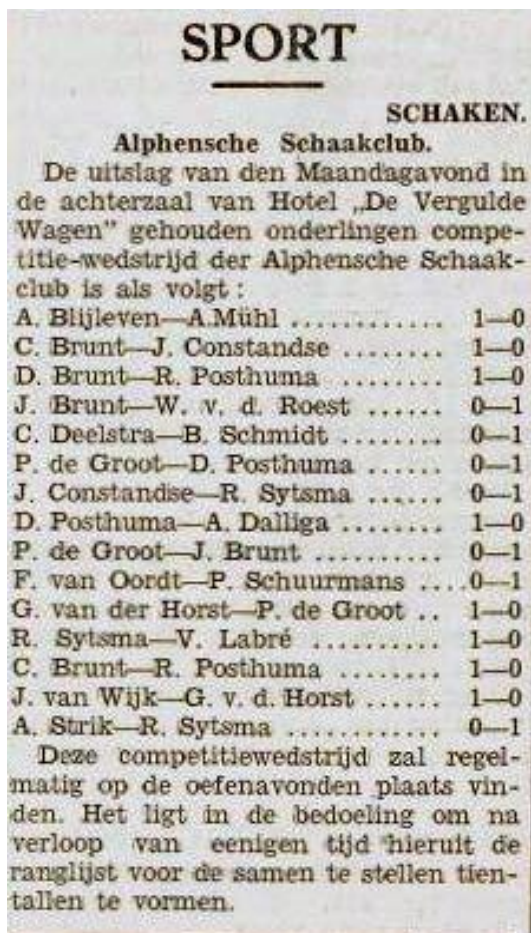 SPORT
SCHAKEN.
Alphensche Schaakclub.
De uitslag van den Maandagavond in
de achterzaal van Hotel „De Vergulde
Wagen" gehouden onderlingen compe-
titie-wedstrijd der Alphensche Schaak-
club is als volgt :
A. Blijleven—A.Mühl ............ 1—0
C. Brunt—J. Constandse ......... 1—0
D. Brunt—R. Posthuma ......... 1—0
J. Brunt—W. v. d. Roest ...... 0—1
C. Deelstra—B. Schmidt ........ 0—1
P. de Groot—D. Posthuma ...... 0—1
J. Constandse—R. Sytsma ...... 0—1
D. Posthuma—A. Dalliga ........ 1—0
P. de Groot—J. Brunt ......... 0—1
F. van Oordt—P. Schuurmans ....0—1
G. van der Horst—P. de Groot .. 1—0
R. Sytsma—V. Labré .......... 1—0
C. Brunt—R. Posthuma ......... 1—0
J. van Wijk—G. v. d. Horst ...... 1—0
A. Strik—R. Sytsma ............ 0—1
Deze competitiewedstrijd zal regel-
matig op de oefenavonden plaats vin-
den. Het ligt in de bedoeling om na
verloop van eenigen tijd hieruit de
ranglijst voor de samen te stellen tien-
tallen te vormen.